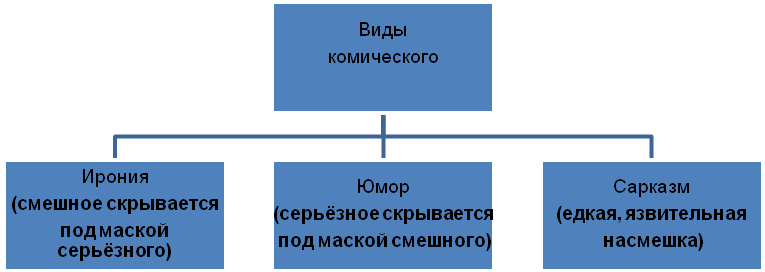 Виды
комического
Ирония
(смешное скрывается
под маской
серьёзного)
Юмор
(серьёзное скрывается
под маской смешного)
Сарказм
(едкая, язвительная
насмешка)